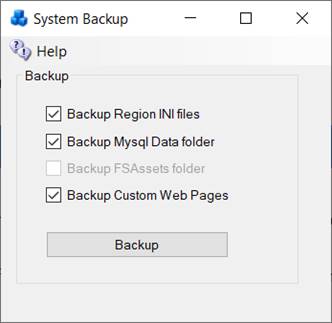 System Backup
Help
Backup
Backup Region INI files
Backup Mysql Data folder
Backup FSAssets folder
Backup Custom Web Pages
Backup